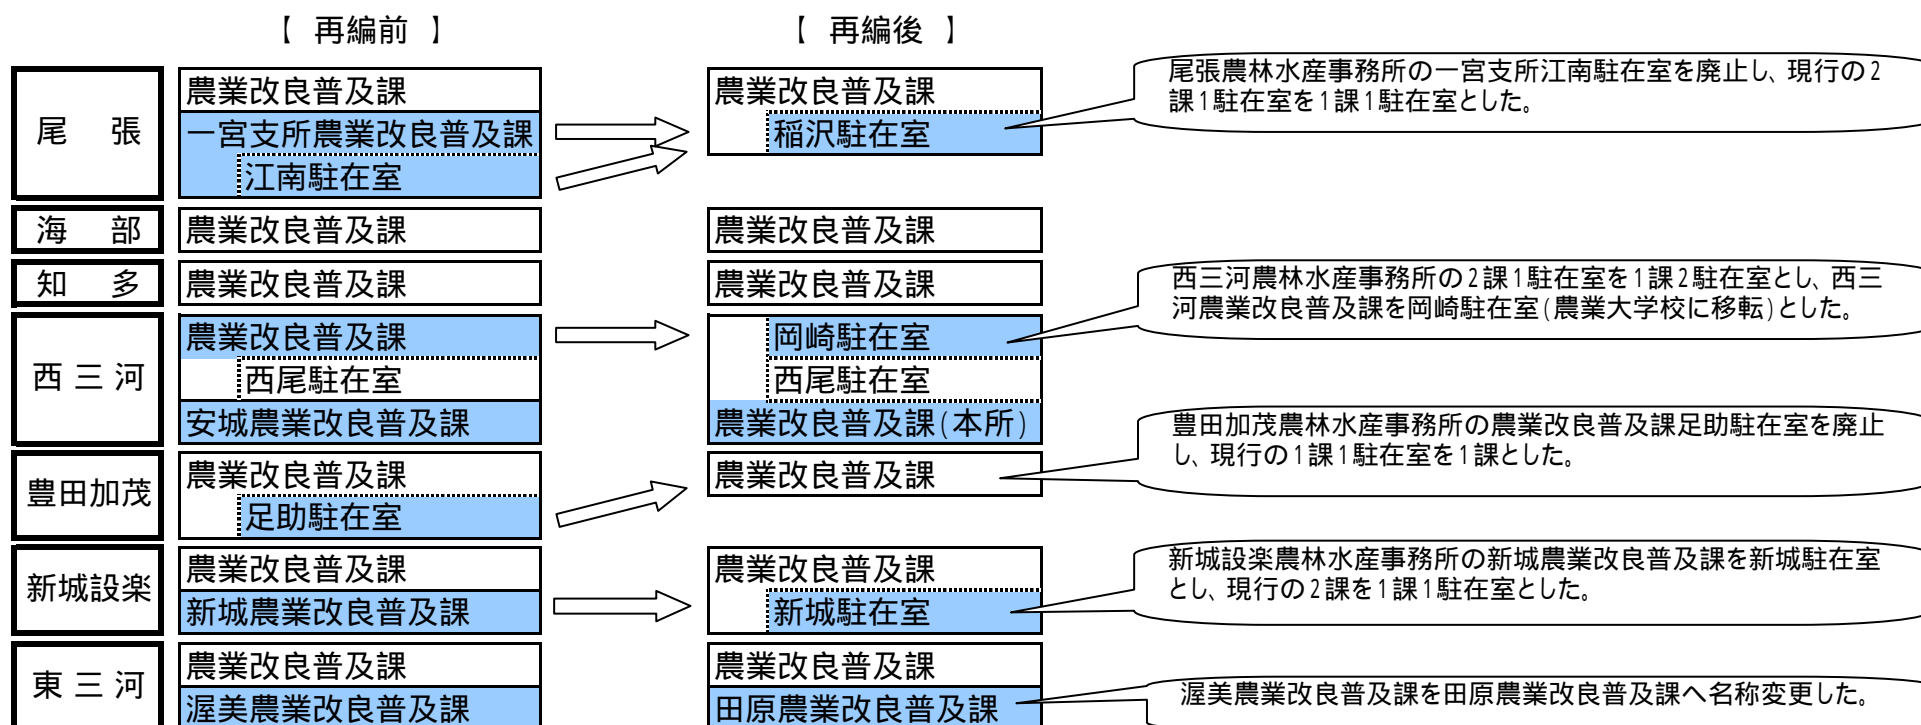 【 再編前 】
【 再編後 】
尾 張
農業改良普及課
一宮支所農業改良普及課
江南駐在室
農業改良普及課
稲沢駐在室
尾張農林水産事務所の一宮支所江南駐在室を廃止し、現行の2
課1駐在室を1課1駐在室とした。
海 部
農業改良普及課
農業改良普及課
知 多
農業改良普及課
農業改良普及課
西 三 河
農業改良普及課
西尾駐在室
安城農業改良普及課
岡崎駐在室
西尾駐在室
農業改良普及課(本所)
西三河農林水産事務所の2課1駐在室を1課2駐在室とし、西三
河農業改良普及課を岡崎駐在室(農業大学校に移転)とした。
豊田加茂
農業改良普及課
足助駐在室
農業改良普及課
豊田加茂農林水産事務所の農業改良普及課足助駐在室を廃止
し、現行の1課1駐在室を1課とした。
新城設楽
農業改良普及課
新城農業改良普及課
農業改良普及課
新城駐在室
新城設楽農林水産事務所の新城農業改良普及課を新城駐在室
とし、現行の2課を1課1駐在室とした。
東 三 河
農業改良普及課
渥美農業改良普及課
農業改良普及課
田原農業改良普及課
渥美農業改良普及課を田原農業改良普及課へ名称変更した。